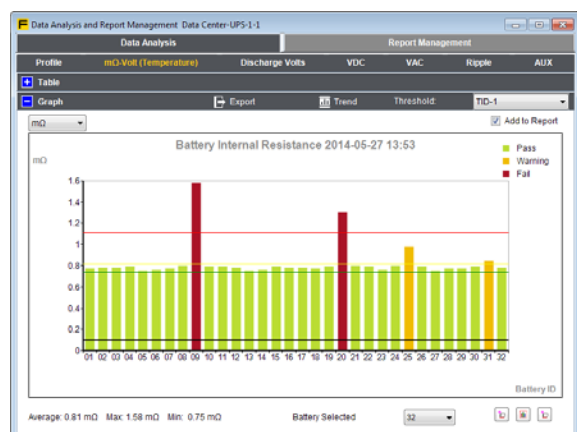 Data Analysis and Report Management Data Center-UPS-1-1
Data Analysis Report Management
Profile mΩ-Volt (Temperature) Discharge Volts VDC VAC Ripple AUX
Table
Graph Export Trend Threshold: TID-1
mΩ Add to Report
Battery Internal Resistance 2014-05-27 13:53
mΩ
Pass
Warning
Fail
1.6
1.4
1.2
1
0.8
0.6
0.4
0.2
0
01 02 03 04 05 06 07 08 09 10 11 12 13 14 15 16 17 18 19 20 21 22 23 24 25 26 27 28 29 30 31 32
Battery ID
Average: 0.81 mΩ Max: 1.58 mΩ Min: 0.75 mΩ Battery Selected 32